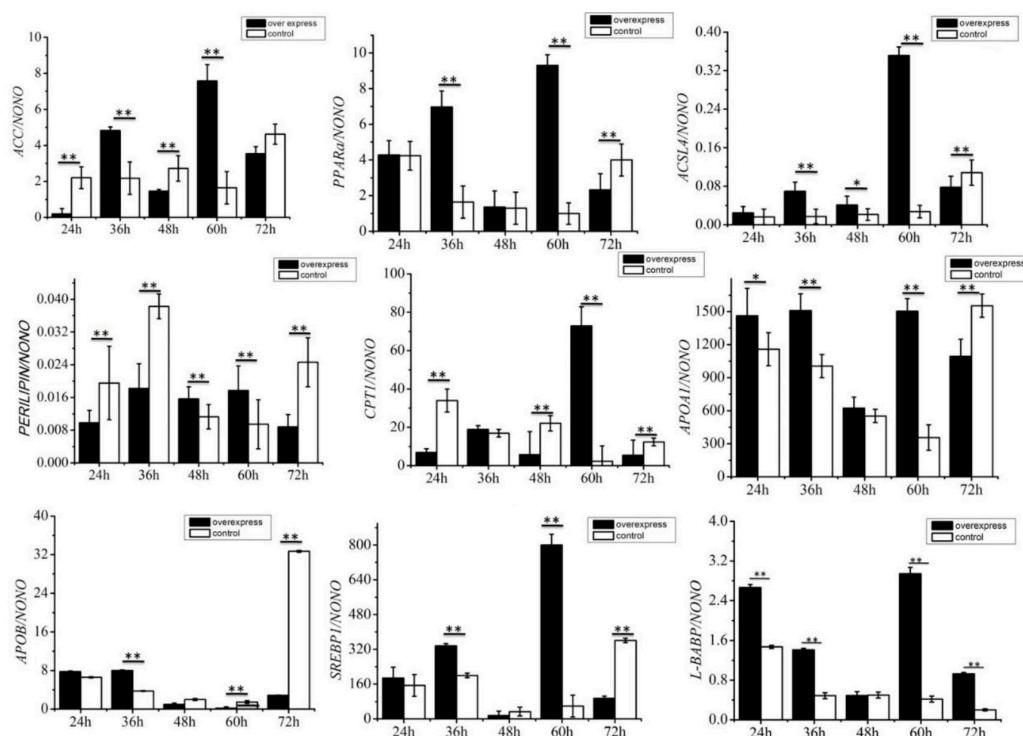 over express
control
ACC/NONO
10
8
6
4
2
0
**
**
**
**
24h 36h 48h 60h 72h
overexpress
control
PPARa/NONO
10
8
6
4
2
0
**
**
**
24h 36h 48h 60h 72h
overexpress
control
ACSL4/NONO
0.40
0.32
0.24
0.16
0.08
0.00
**
*
**
**
24h 36h 48h 60h 72h
overexpress
control
PERILIPIN/NONO
0.040
0.032
0.024
0.016
0.008
0.000
**
**
**
**
**
24h 36h 48h 60h 72h
overexpress
control
CPT1/NONO
100
80
60
40
20
0
**
**
**
**
24h 36h 48h 60h 72h
overexpress
control
APOA1/NONO
1500
1200
900
600
300
0
*
**
**
**
24h 36h 48h 60h 72h
overexpress
control
APOB/NONO
40
32
24
16
8
0
**
**
**
24h 36h 48h 60h 72h
overexpress
control
SREBP1/NONO
800
640
480
320
160
0
**
**
**
24h 36h 48h 60h 72h
overexpress
control
L-BABP/NONO
4.0
3.2
2.4
1.6
0.8
0.0
**
**
**
**
24h 36h 48h 60h 72h